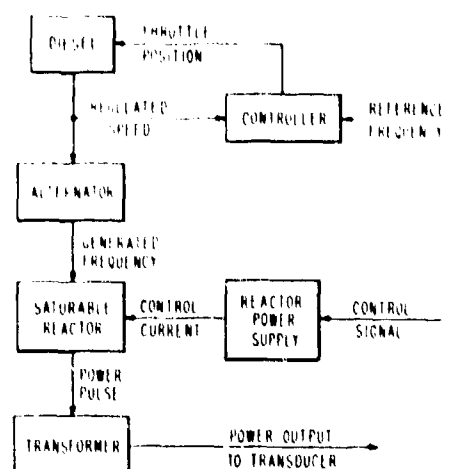 THROTTLE
POSITION
DIESEL
REGULATED
SPEED
CONTROLLER
REFERENCE
FREQUENCY
ALTERNATOR
GENERATED
FREQUENCY
SATURABLE
REACTOR
CONTROL
CURRENT
REACTOR
POWER
SUPPLY
CONTROL
SIGNAL
POWER
PULSE
TRANSFORMER
POWER OUTPUT
TO TRANSDUCER